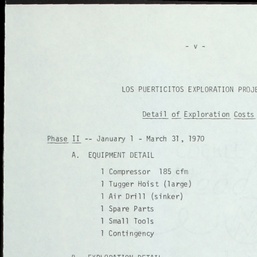 - v -
LOS PUERTICITOS EXPLORATION PROJE
Detail of Exploration Costs
Phase II -- January 1 - March 31, 1970
A. EQUIPMENT DETAIL
1 Compressor 185 cfm
1 Tugger Hoist (large)
1 Air Drill (sinker)
1 Spare Parts
1 Small Tools
1 Contingency